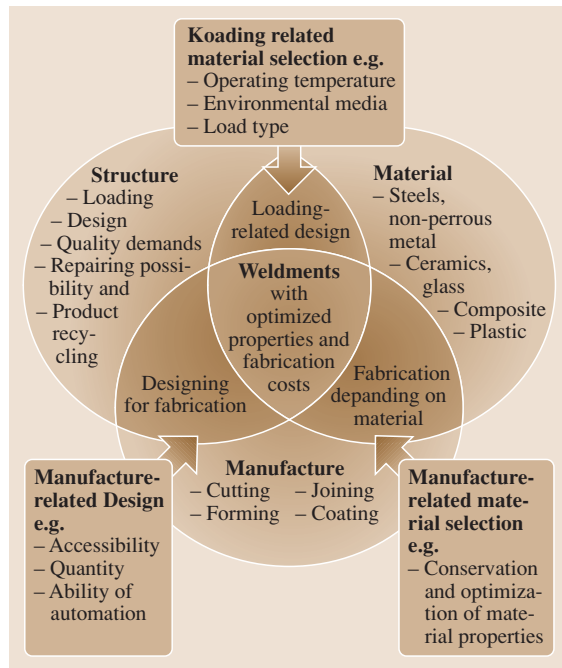 Koading related
material selection e.g.
– Operating temperature
– Environmental media
– Load type
Structure
– Loading
– Design
– Quality demands
– Repairing possi-
bility and
– Product
recy-
cling
Material
– Steels,
non-perrous
metal
– Ceramics,
glass
– Composite
– Plastic
Loading-
related design
Weldments
with
optimized
properties and
fabrication
costs
Designing
for fabrication
Fabrication
depanding on
material
Manufacture
– Cutting – Joining
– Forming – Coating
Manufacture-
related Design
e.g.
– Accessibility
– Quantity
– Ability of
automation
Manufacture-
related mate-
rial selection
e.g.
– Conservation
and optimiza-
tion of mate-
rial properties